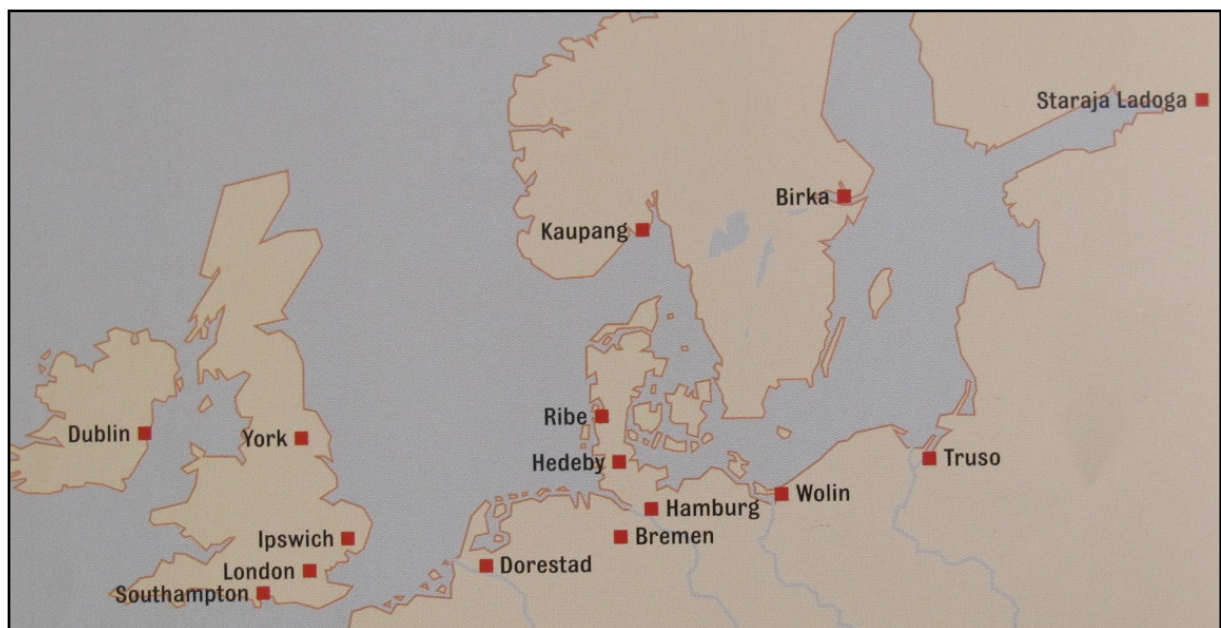 Staraja Ladoga
Birka
Kaupang
Ribe
Dublin
York
Hedeby
Truso
Wolin
Hamburg
Ipswich
Bremen
London
Dorestad
Southampton